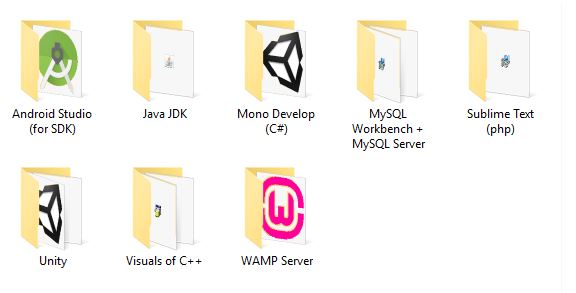 Android Studio
(for SDK)
Java JDK
Mono Develop
(C#)
MySQL
Workbench +
MySQL Server
Sublime Text
(php)
Unity
Visuals of C++
WAMP Server